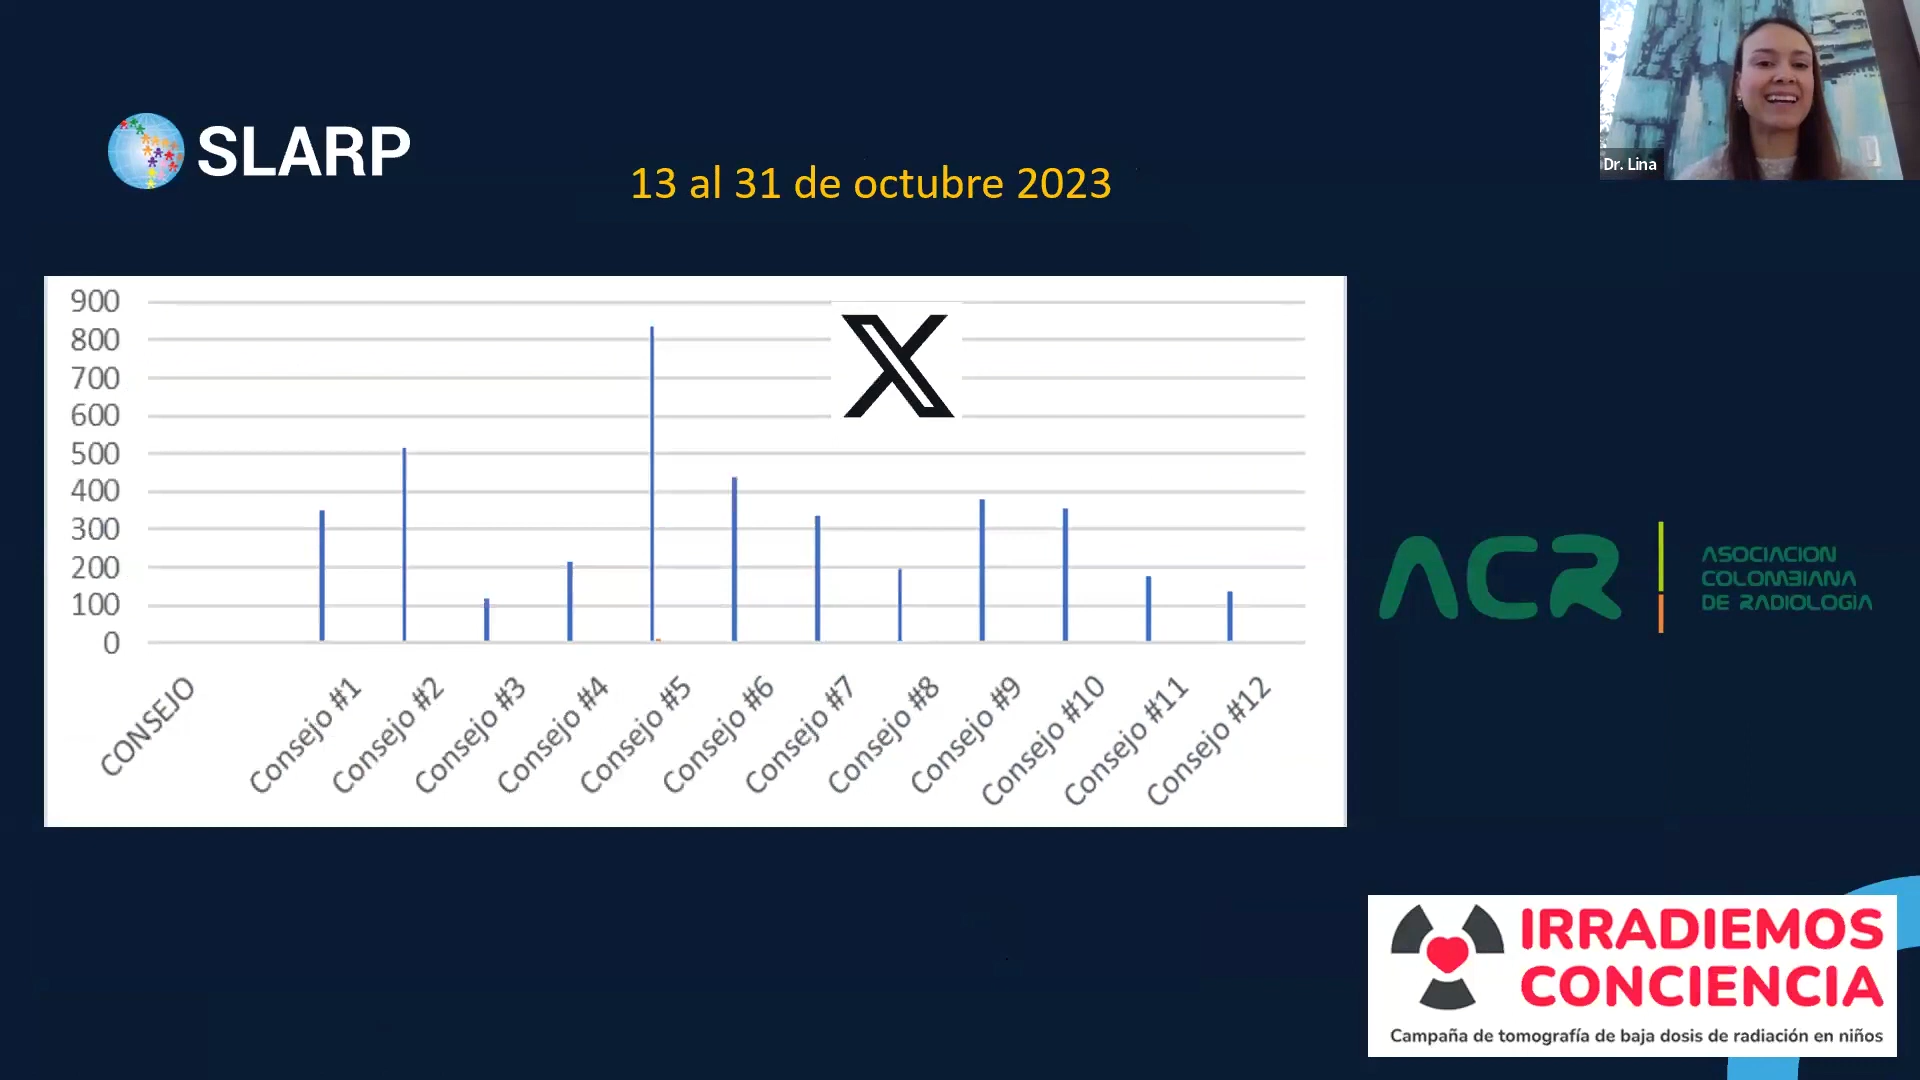 Dr. Lina
SLARP
13 al 31 de octubre 2023
900
800
700
600
500
400
300
200
100
0
CONSEJO
Consejo #1
Consejo #2
Consejo #3
Consejo #4
Consejo #5
Consejo #6
Consejo #7
Consejo #8
Consejo #9
Consejo #10
Consejo #11
Consejo #12
X
ACR
ASOCIACION
COLOMBIANA
DE RADIOLOGIA
IRRADIEMOS
CONCIENCIA
Campaña de tomografía de baja dosis de radiación en niños